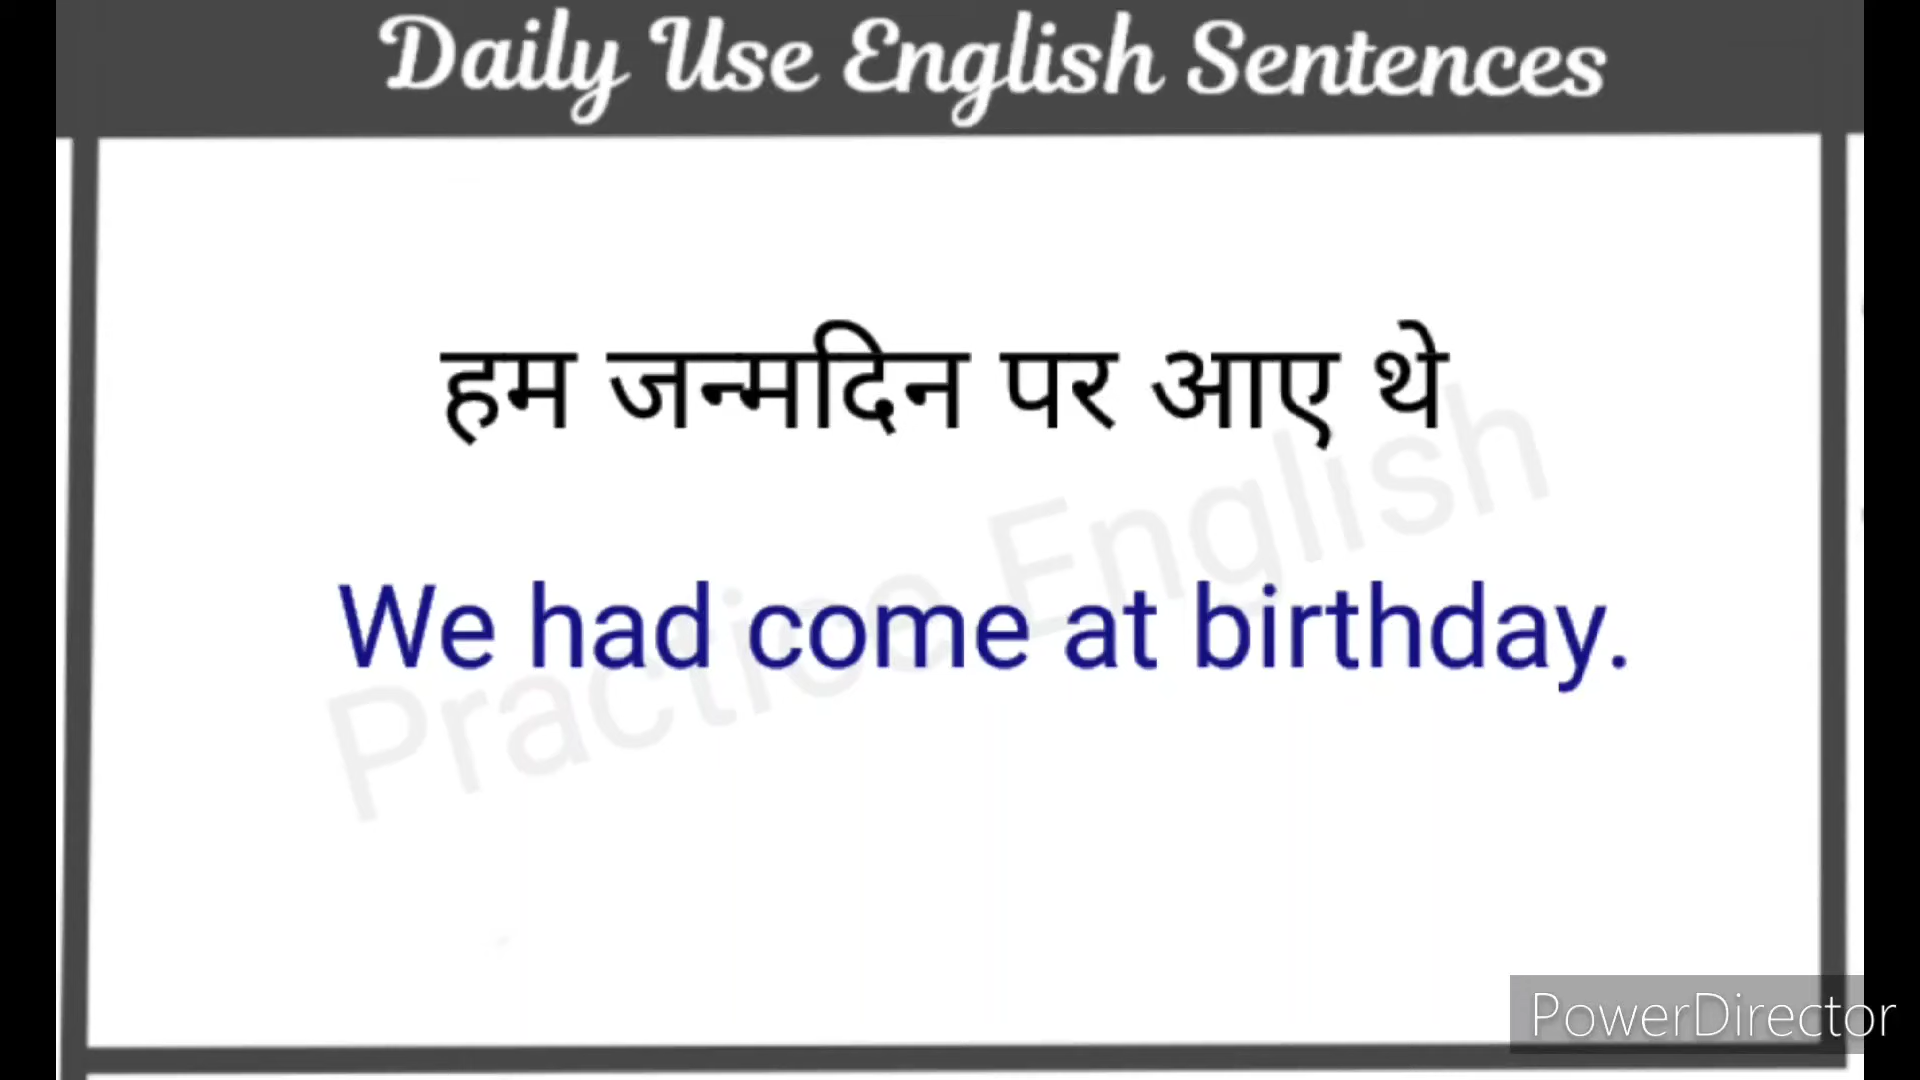 Daily Use English Sentences
हम जन्मदिन पर आए थे
We had come at birthday.
Practice English
PowerDirector